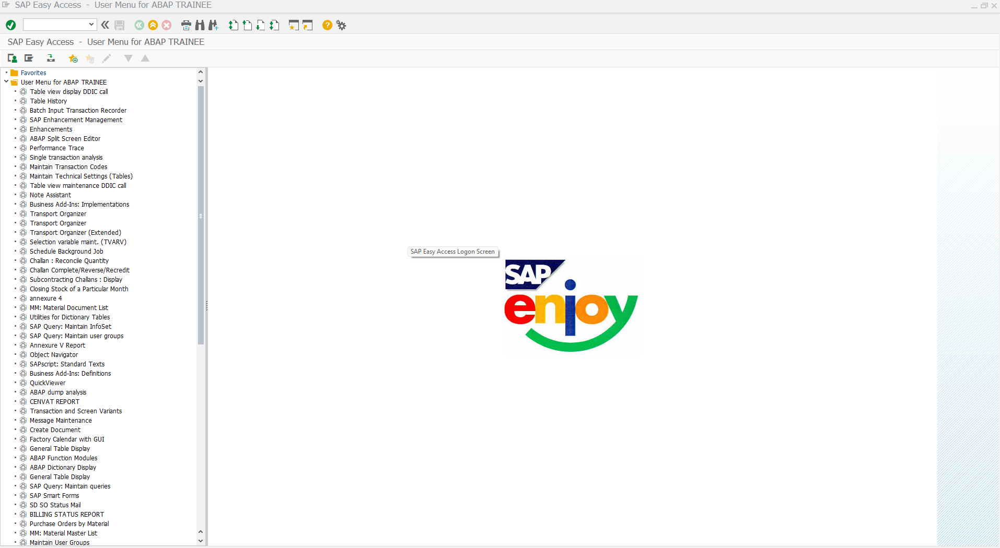 SAP Easy Access - User Menu for ABAP TRAINEE
SAP Easy Access - User Menu for ABAP TRAINEE
Favorites
User Menu for ABAP TRAINEE
Table view display DDIC call
Table History
Batch Input Transaction Recorder
SAP Enhancement Management
Enhancements
ABAP Split Screen Editor
Performance Trace
Single transaction analysis
Maintain Transaction Codes
Maintain Technical Settings (Tables)
Table view maintenance DDIC call
Note Assistant
Business Add-Ins: Implementations
Transport Organizer
Transport Organizer
Transport Organizer (Extended)
Selection variable maint. (TVARV)
Schedule Background Job
Challan : Reconcile Quantity
Challan Complete/Reverse/Recredit
Subcontracting Challans : Display
Closing Stock of a Particular Month
annexure 4
MM: Material Document List
Utilities for Dictionary Tables
SAP Query: Maintain InfoSet
SAP Query: Maintain user groups
Annexure V Report
Object Navigator
SAPscript: Standard Texts
Business Add-Ins: Definitions
QuickViewer
ABAP dump analysis
CENVAT REPORT
Transaction and Screen Variants
Message Maintenance
Create Document
Factory Calendar with GUI
General Table Display
ABAP Function Modules
ABAP Dictionary Display
General Table Display
SAP Query: Maintain queries
SAP Smart Forms
SD SO Status Mail
BILLING STATUS REPORT
Purchase Orders by Material
MM: Material Master List
Maintain User Groups
SAP Easy Access Logon Screen
SAP
enjoy